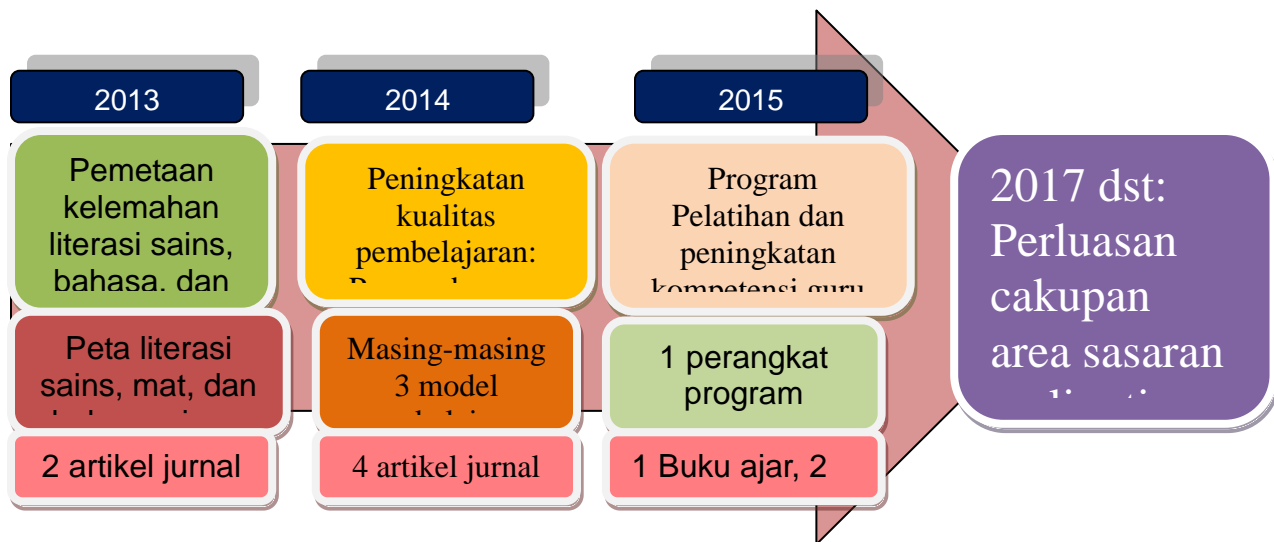 2013
Pemetaan
kelemahan
literasi sains,
bahasa, dan
Peta literasi
sains, mat, dan
2 artikel jurnal
2014
Peningkatan
kualitas
pembelajaran:
Masing-masing
3 model
4 artikel jurnal
2015
Program
Pelatihan dan
peningkatan
kompetensi guru
1 perangkat
program
1 Buku ajar, 2
2017 dst:
Perluasan
cakupan
area sasaran